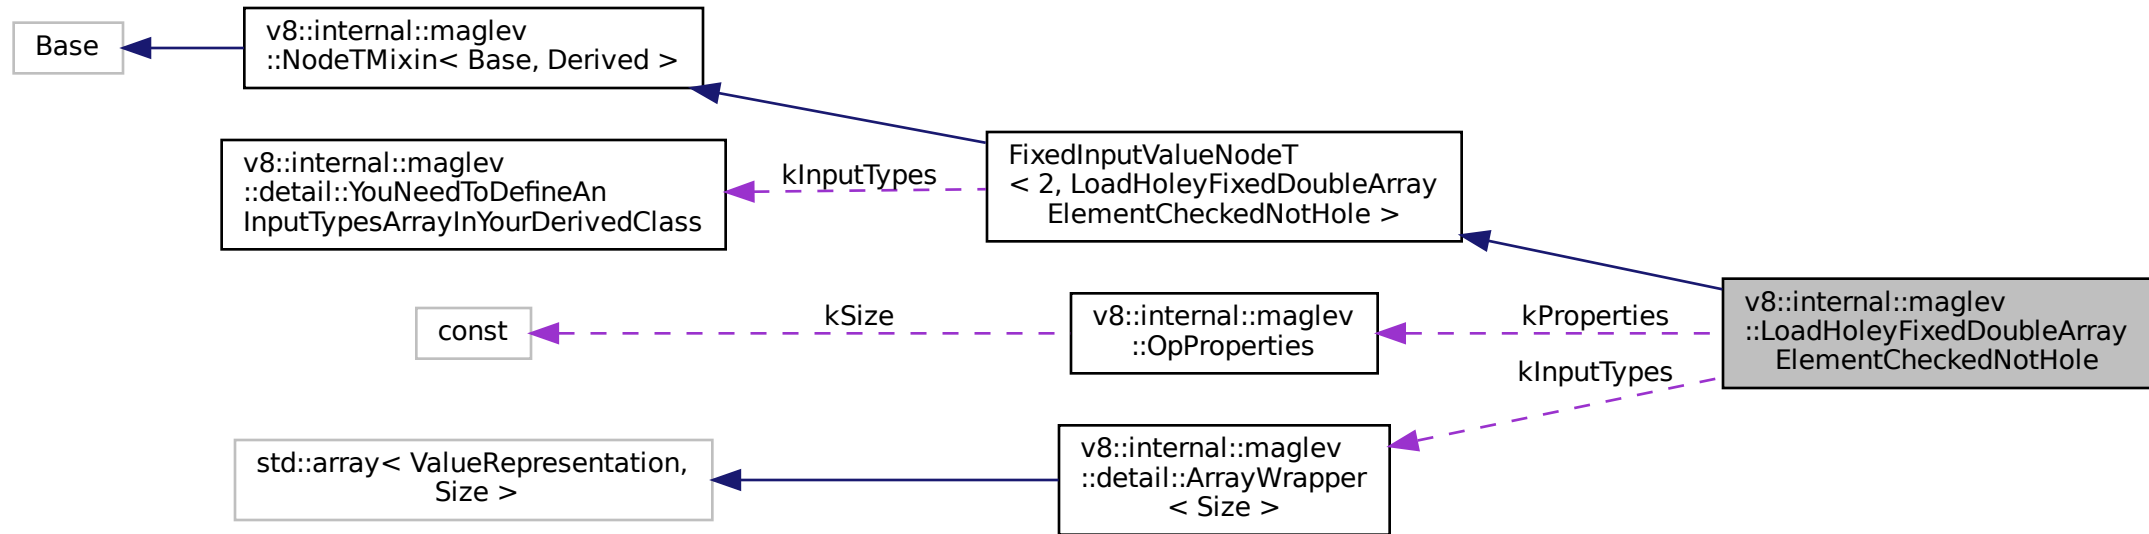 Base
v8::internal::maglev
::NodeTMixin< Base, Derived >
v8::internal::maglev
::detail::YouNeedToDefineAn
InputTypesArrayInYourDerivedClass
kInputTypes
FixedInputValueNodeT
< 2, LoadHoleyFixedDoubleArray
ElementCheckedNotHole >
const
kSize
v8::internal::maglev
::OpProperties
kProperties
kInputTypes
v8::internal::maglev
::LoadHoleyFixedDoubleArray
ElementCheckedNotHole
std::array< ValueRepresentation,
Size >
v8::internal::maglev
::detail::ArrayWrapper
< Size >